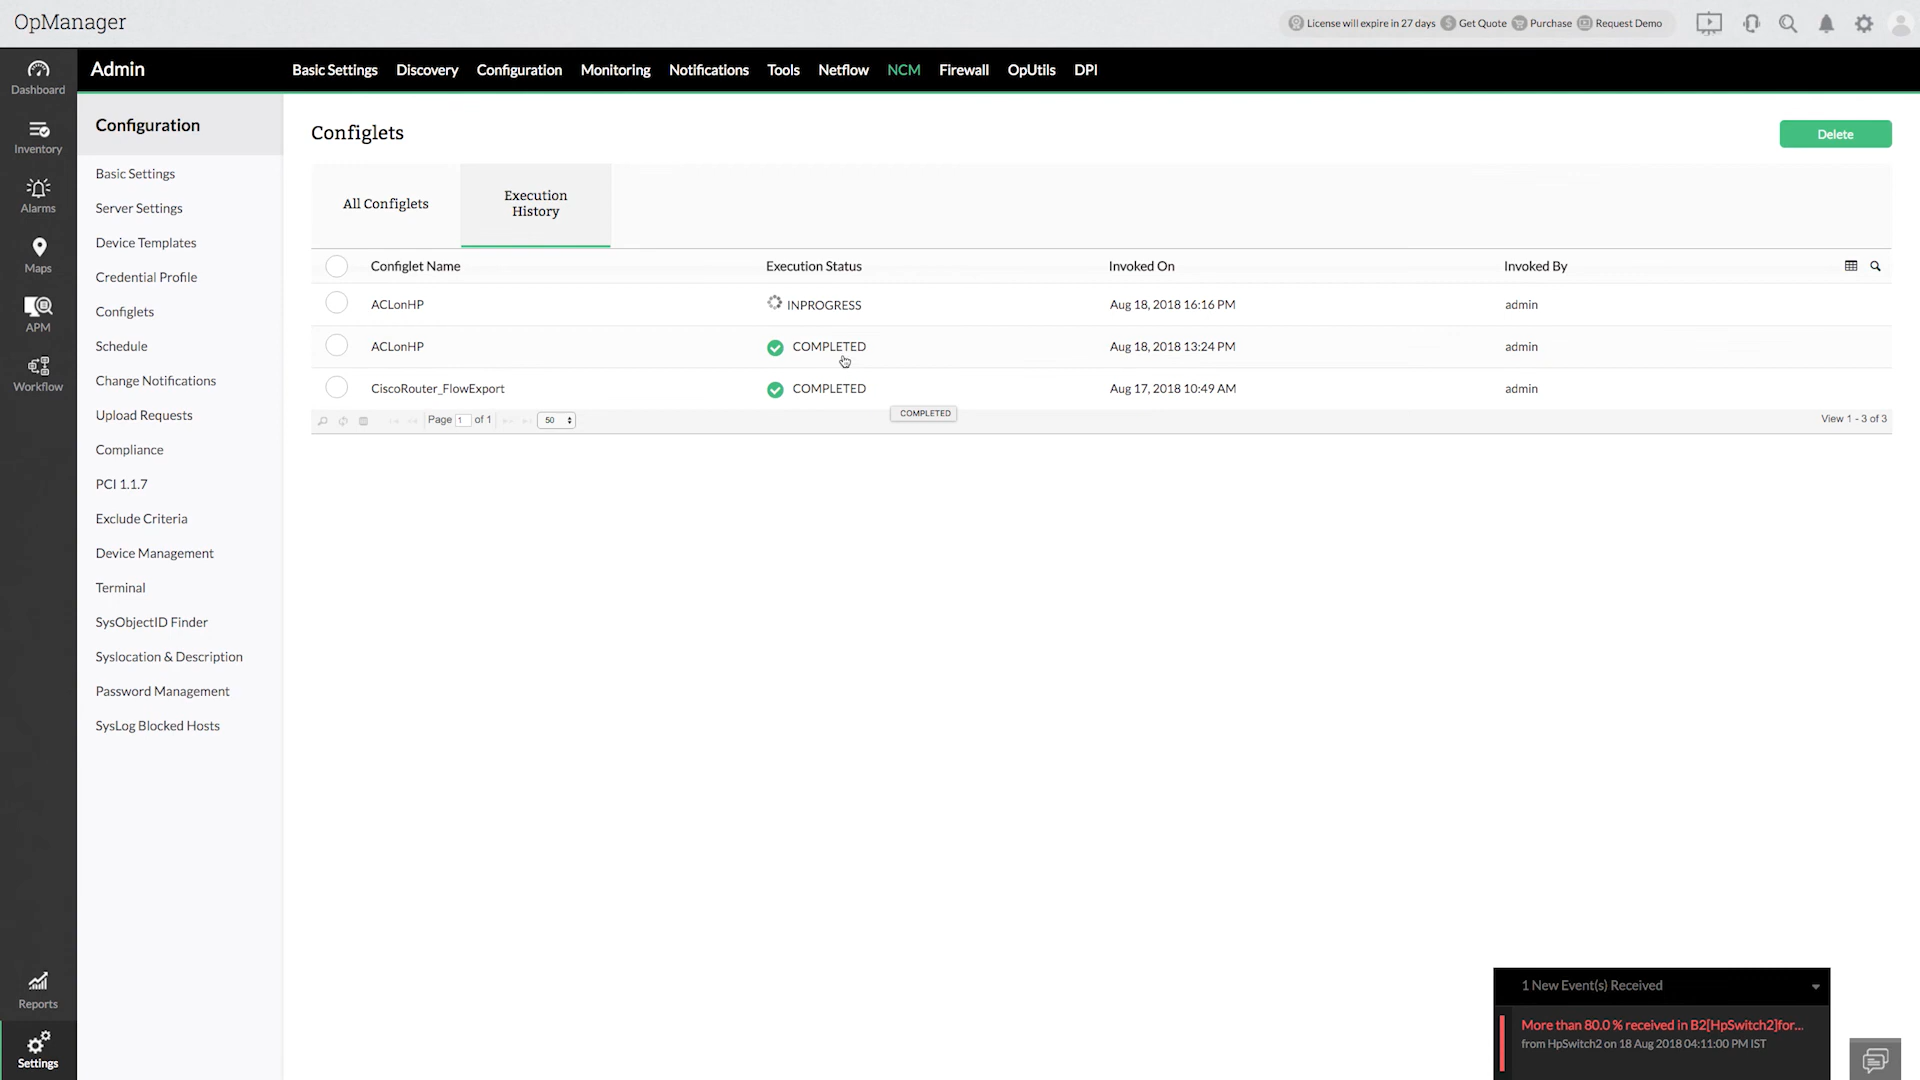 OpManager
License will expire in 27 days Get Quote Purchase Request Demo
Dashboard
Inventory
Alarms
Maps
APM
Workflow
Reports
Settings
Admin
Basic Settings Discovery Configuration Monitoring Notifications Tools Netflow NCM Firewall OpUtils DPI
Configuration
Basic Settings
Server Settings
Device Templates
Credential Profile
Configlets
Schedule
Change Notifications
Upload Requests
Compliance
PCI 1.1.7
Exclude Criteria
Device Management
Terminal
SysObjectID Finder
Syslocation & Description
Password Management
SysLog Blocked Hosts
Configlets
Delete
All Configlets
Execution
History
Configlet Name Execution Status Invoked On Invoked By
ACLonHP INPROGRESS Aug 18, 2018 16:16 PM admin
ACLonHP COMPLETED Aug 18, 2018 13:24 PM admin
CiscoRouter_FlowExport COMPLETED Aug 17, 2018 10:49 AM admin
COMPLETED
Page 1 of 1 50 View 1 - 3 of 3
1 New Event(s) Received
More than 80.0 % received in B2[HpSwitch2]for...
from HpSwitch2 on 18 Aug 2018 04:11:00 PM IST